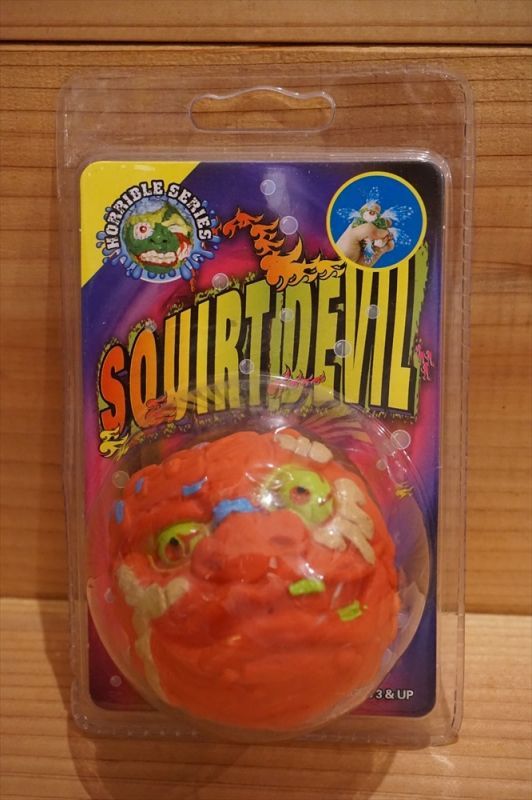 HORRIBLE SERIES
SQUIRT DEVIL
3 & UP